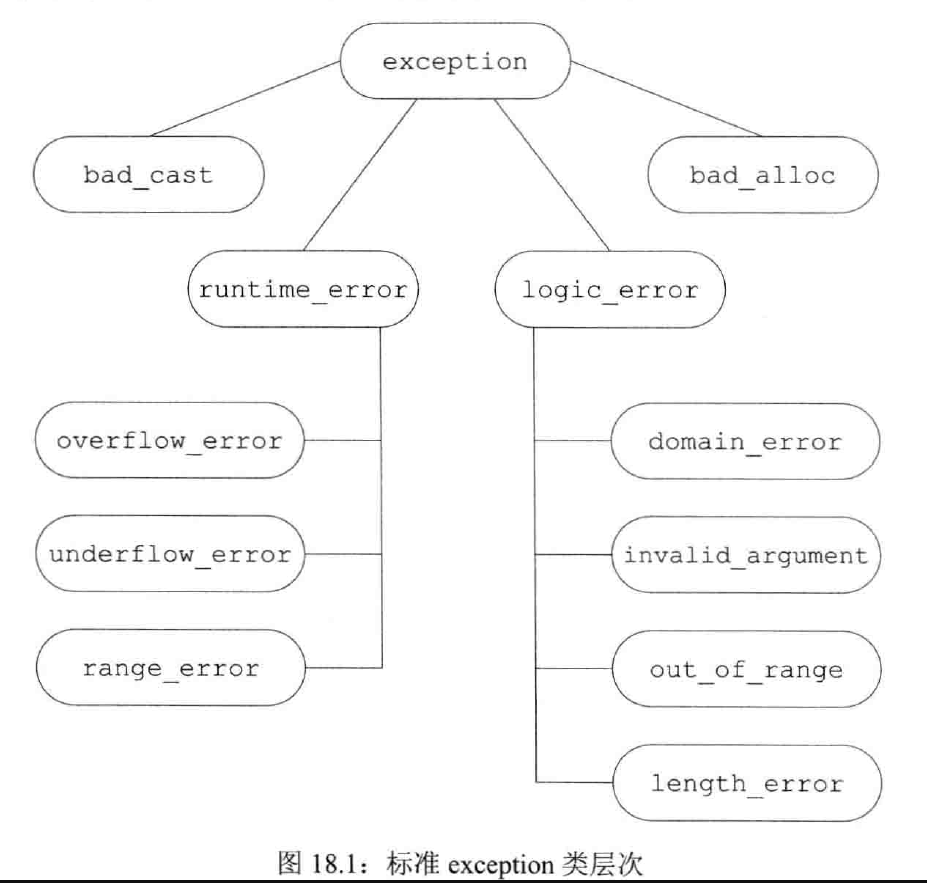 exception
bad_cast
bad_alloc
runtime_error
logic_error
overflow_error
domain_error
underflow_error
invalid_argument
range_error
out_of_range
length_error
图 18.1：标准 exception 类层次